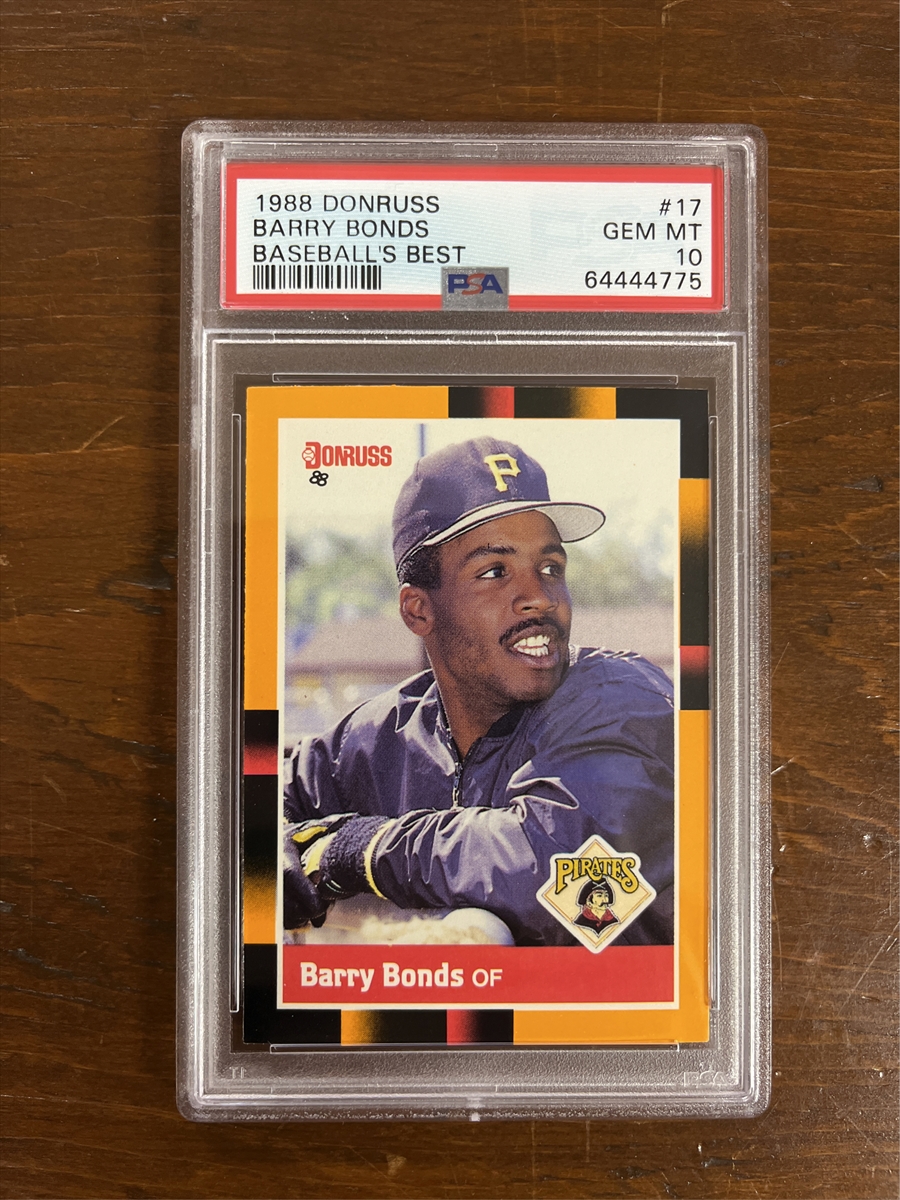 1988 DONRUSS #17
BARRY BONDS GEM MT
BASEBALL'S BEST 10
PSA 64444775
DONRUSS
88
P
PIRATES
Barry Bonds OF